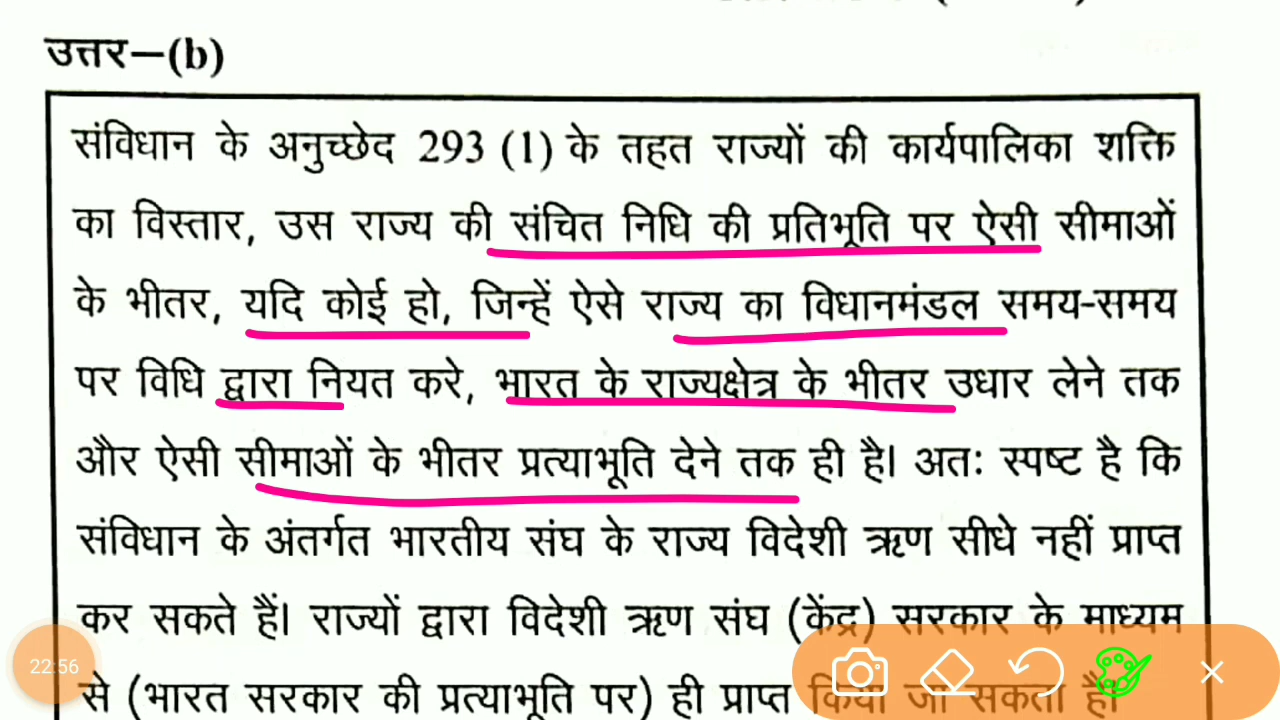 उत्तर—(b)
संविधान के अनुच्छेद 293 (1) के तहत राज्यों की कार्यपालिका शक्ति
का विस्तार, उस राज्य की संचित निधि की प्रतिभूति पर ऐसी सीमाओं
के भीतर, यदि कोई हो, जिन्हें ऐसे राज्य का विधानमंडल समय-समय
पर विधि द्वारा नियत करे, भारत के राज्यक्षेत्र के भीतर उधार लेने तक
और ऐसी सीमाओं के भीतर प्रत्याभूति देने तक ही है। अतः स्पष्ट है कि
संविधान के अंतर्गत भारतीय संघ के राज्य विदेशी ऋण सीधे नहीं प्राप्त
कर सकते हैं। राज्यों द्वारा विदेशी ऋण संघ (केंद्र) सरकार के माध्यम
से (भारत सरकार की प्रत्याभूति पर) ही प्राप्त किया जा सकता है।
22:56